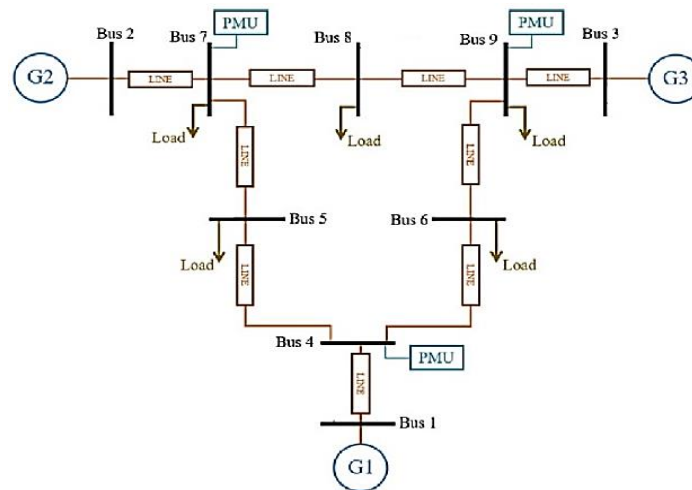 PMU
PMU
Bus 2
Bus 7
Bus 8
Bus 9
Bus 3
G2
LINE
LINE
LINE
LINE
G3
Load
Load
Load
LINE
LINE
Bus 5
Bus 6
Load
LINE
LINE
Load
Bus 4
PMU
LINE
Bus 1
G1